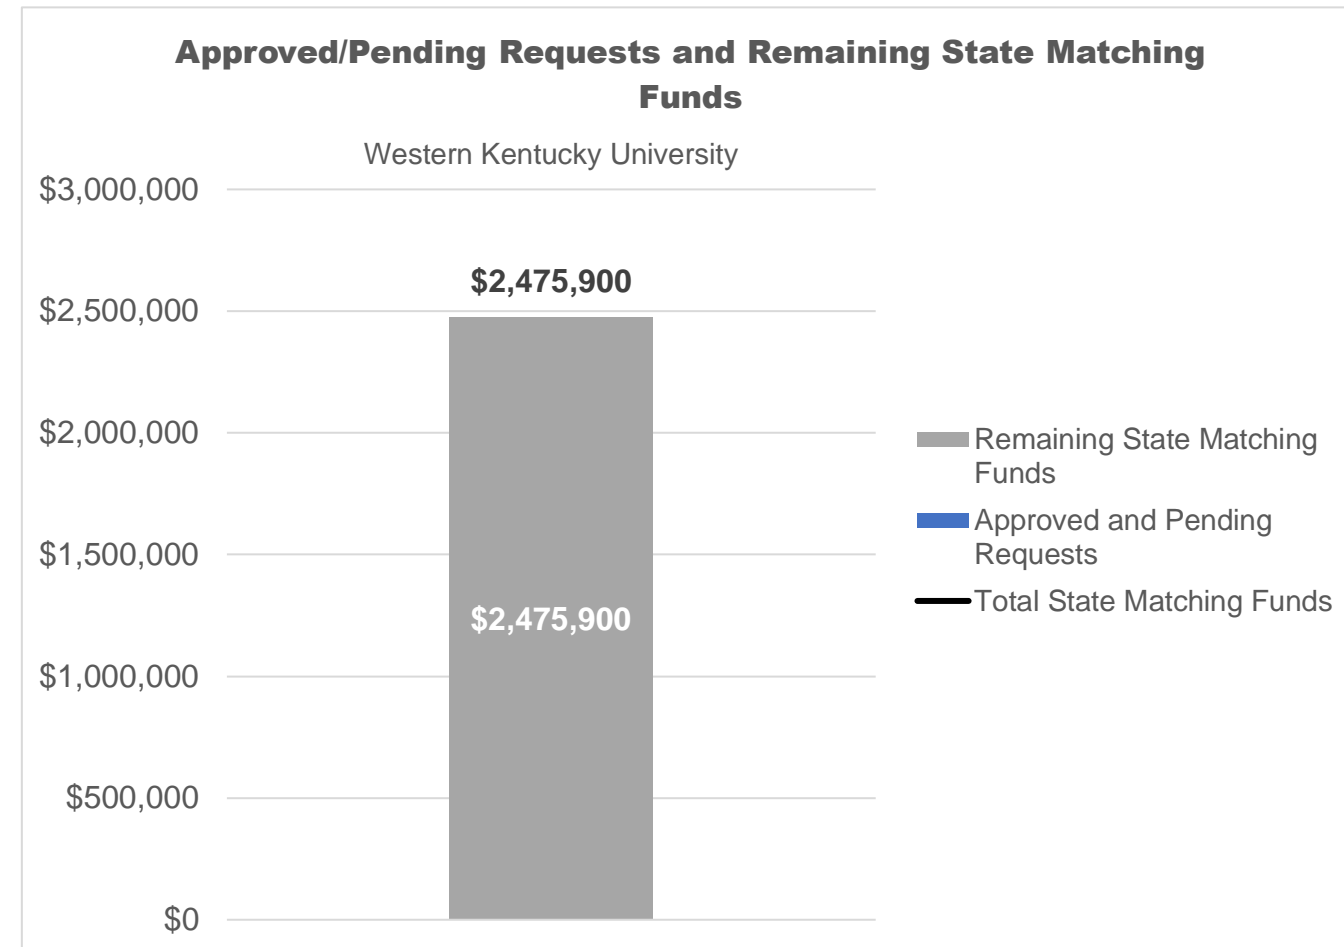 Approved/Pending Requests and Remaining State Matching
Funds
Western Kentucky University
$3,000,000
$2,475,900
$2,500,000
$2,000,000
Remaining State Matching
Funds
Approved and Pending
Requests
$1,500,000
Total State Matching Funds
$2,475,900
$1,000,000
$500,000
$0